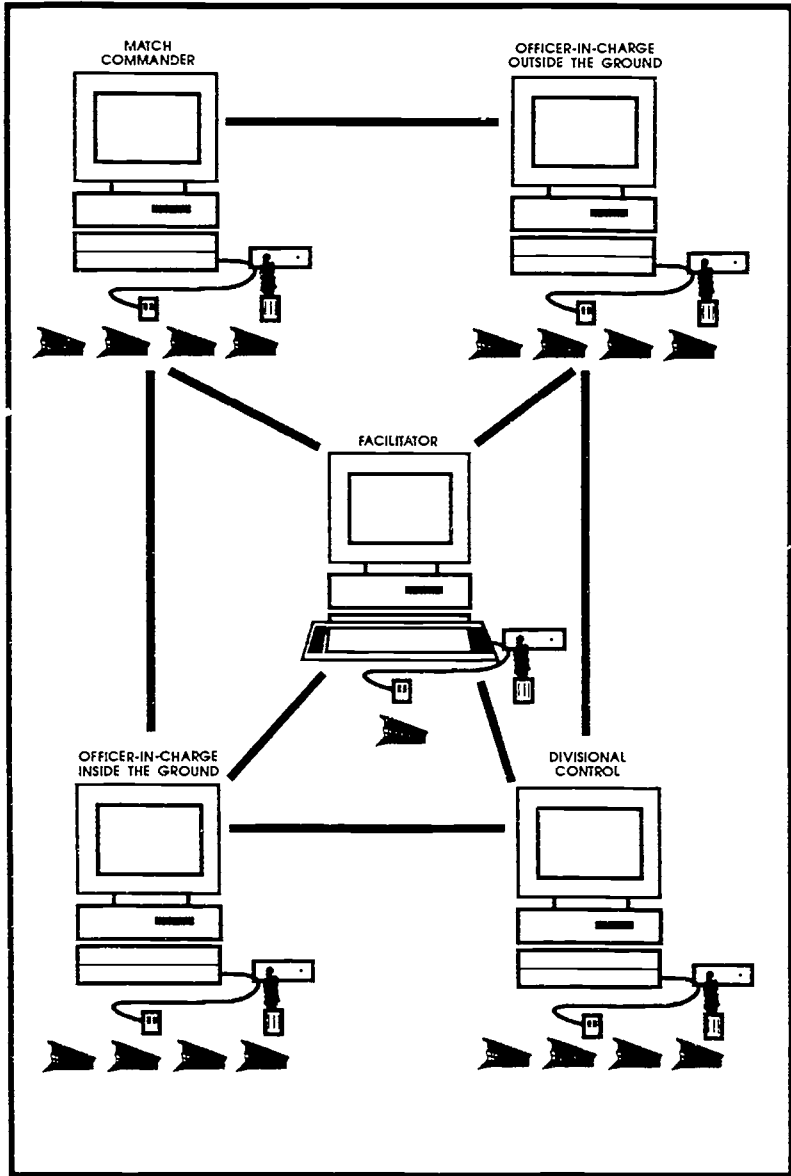 MATCH
COMMANDER
OFFICER-IN-CHARGE
OUTSIDE THE GROUND
FACILITATOR
OFFICER-IN-CHARGE
INSIDE THE GROUND
DIVISIONAL
CONTROL